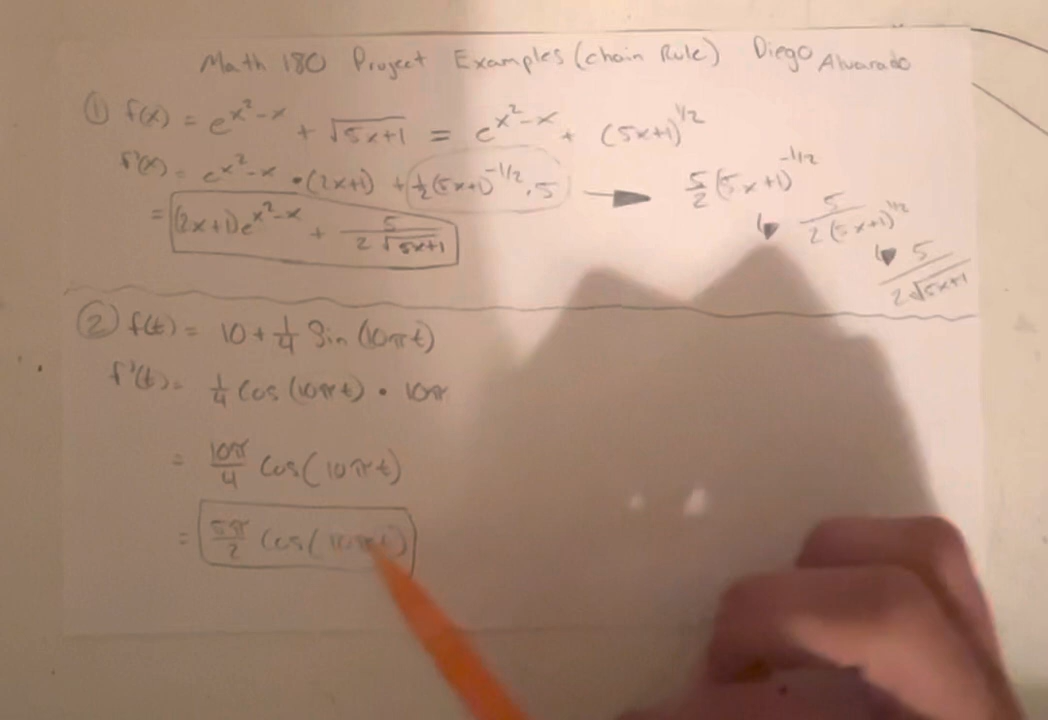 Math 180 Project Examples (chain Rule) Diego Alvarado
① f(x) = e^{x²-x} + √(5x+1) = e^{x²-x} + (5x+1)^{1/2}
f'(x) = e^{x²-x} • (2x+1) + ½(5x+1)^{-1/2} · 5 → 5/2 (5x+1)^{-1/2}
↳ 5/(2(5x+1)^{1/2})
= (2x+1)e^{x²-x} + 5/(2√(5x+1))
↳ 5/(2√(5x+1))
② f(t) = 10 + ¼ Sin (10πt)
f'(t) = ¼ Cos (10πt) • 10π
= 10π/4 Cos(10πt)
= 5π/2 Cos(10πt)